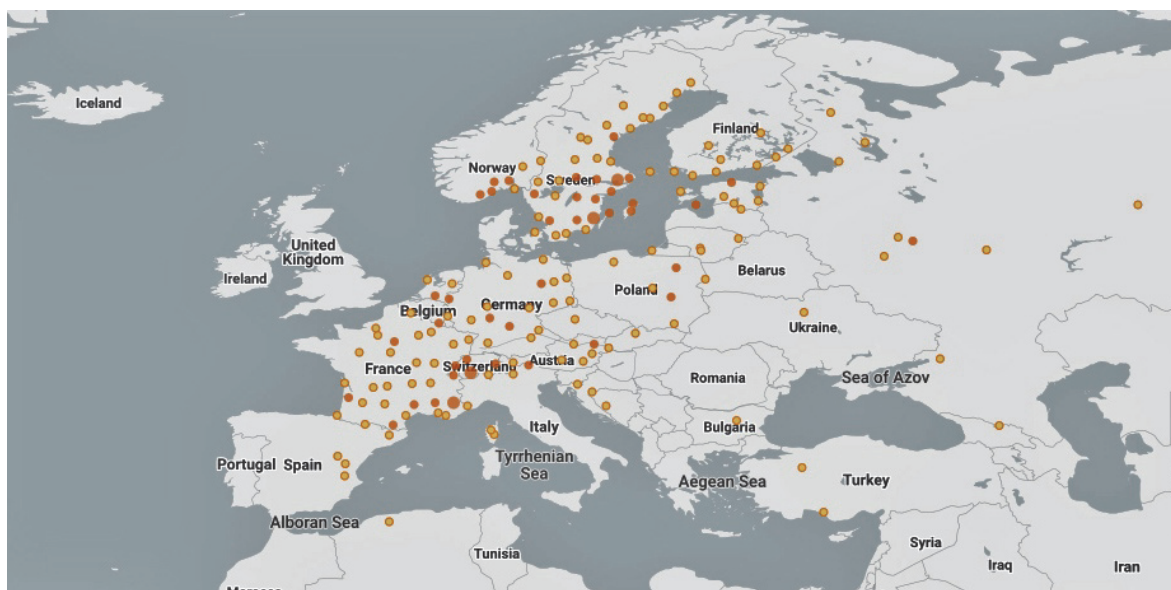 Iceland
Finland
Norway
Sweden
United
Kingdom
Ireland
Belarus
Poland
Germany
Belgium
Ukraine
France
Switzerland
Austria
Romania
Sea of Azov
Italy
Bulgaria
Tyrrhenian
Sea
Portugal
Spain
Aegean Sea
Turkey
Alboran Sea
Tunisia
Syria
Iraq
Iran